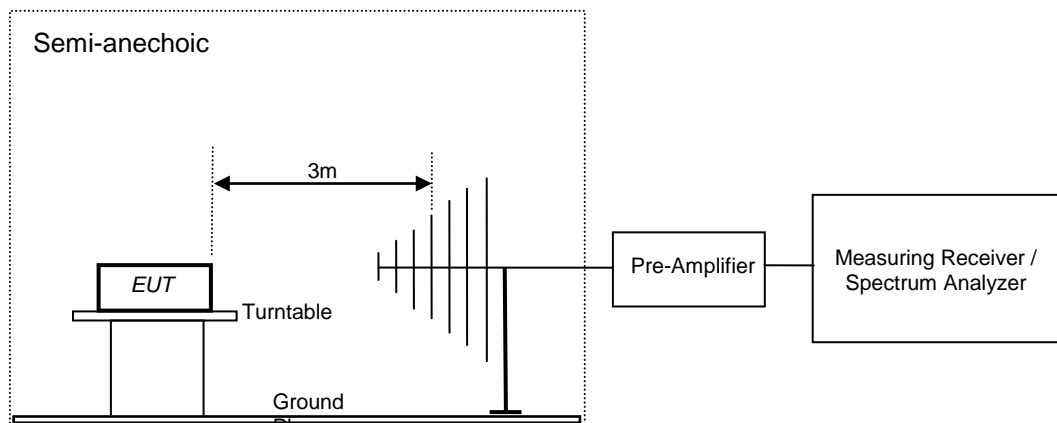 Semi-anechoic
3m
EUT
Turntable
Ground
Pre-Amplifier
Measuring Receiver /
Spectrum Analyzer